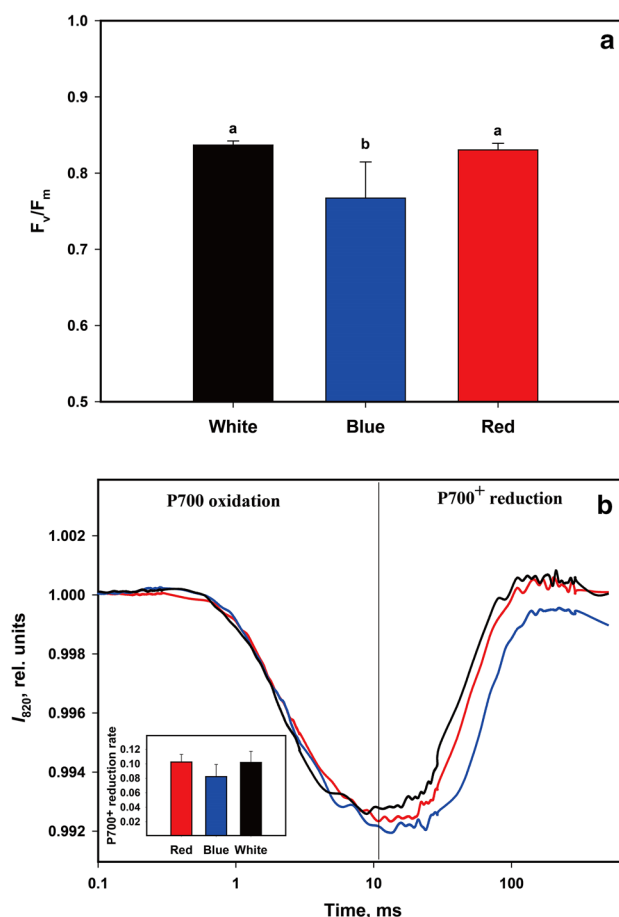 a
1.0
0.9
0.8
0.7
0.6
0.5
Fv/Fm
a
b
a
White
Blue
Red
b
P700 oxidation
P700+ reduction
1.002
1.000
0.998
0.996
0.994
0.992
I820, rel. units
P700+ reduction rate
0.12
0.10
0.08
0.06
0.04
0.02
Red Blue White
0.1
1
10
100
Time, ms